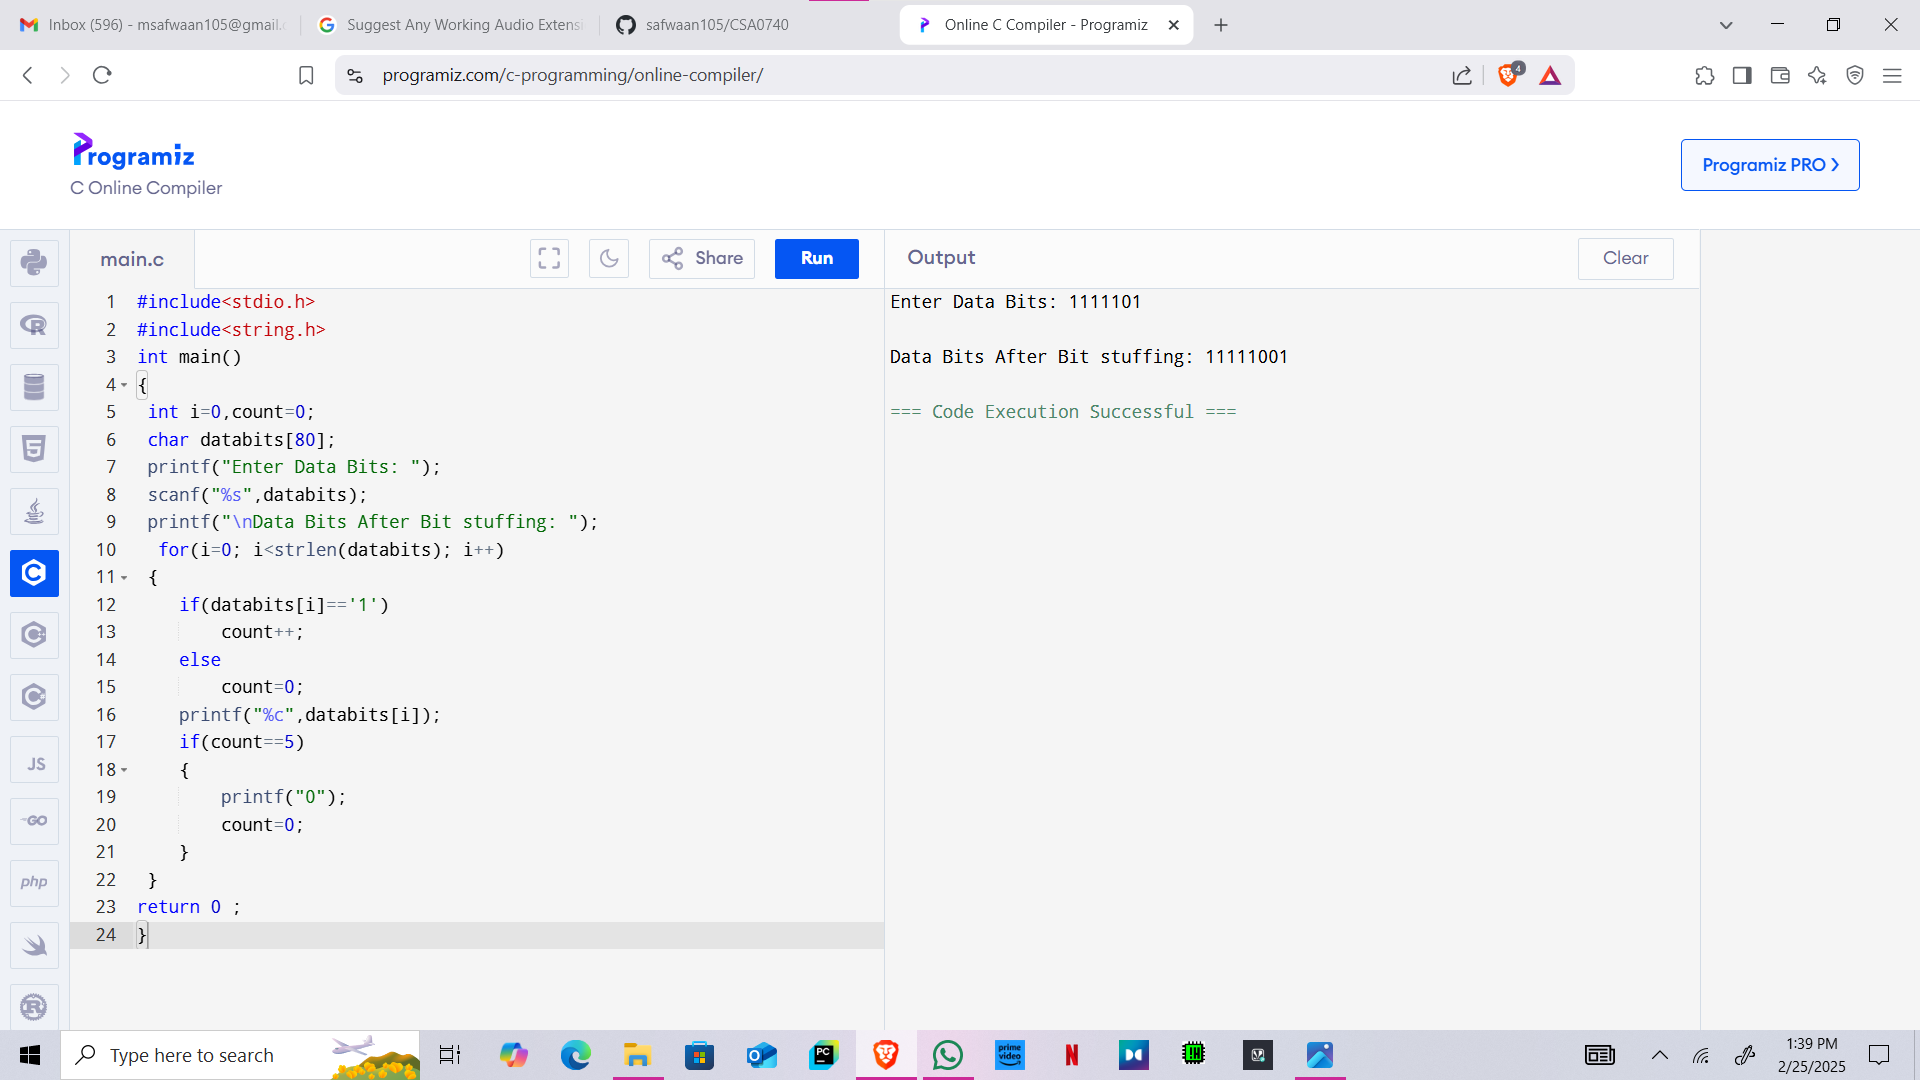 Inbox (596) - msafwaan105@gmail.c
Suggest Any Working Audio Extensi
safwaan105/CSA0740
Online C Compiler - Programiz
programiz.com/c-programming/online-compiler/
4
Programiz
C Online Compiler
Programiz PRO
main.c
Share
Run
Output
Clear
1 #include<stdio.h>
2 #include<string.h>
3 int main()
4 {
5 int i=0,count=0;
6 char databits[80];
7 printf("Enter Data Bits: ");
8 scanf("%s",databits);
9 printf("\nData Bits After Bit stuffing: ");
10 for(i=0; i<strlen(databits); i++)
11 {
12 if(databits[i]=='1')
13 count++;
14 else
15 count=0;
16 printf("%c",databits[i]);
17 if(count==5)
18 {
19 printf("0");
20 count=0;
21 }
22 }
23 return 0 ;
24 }
Enter Data Bits: 1111101
Data Bits After Bit stuffing: 11111001
=== Code Execution Successful ===
R
5
C
C
C
JS
GO
php
R
Type here to search
PC
prime video
N
1:39 PM
2/25/2025